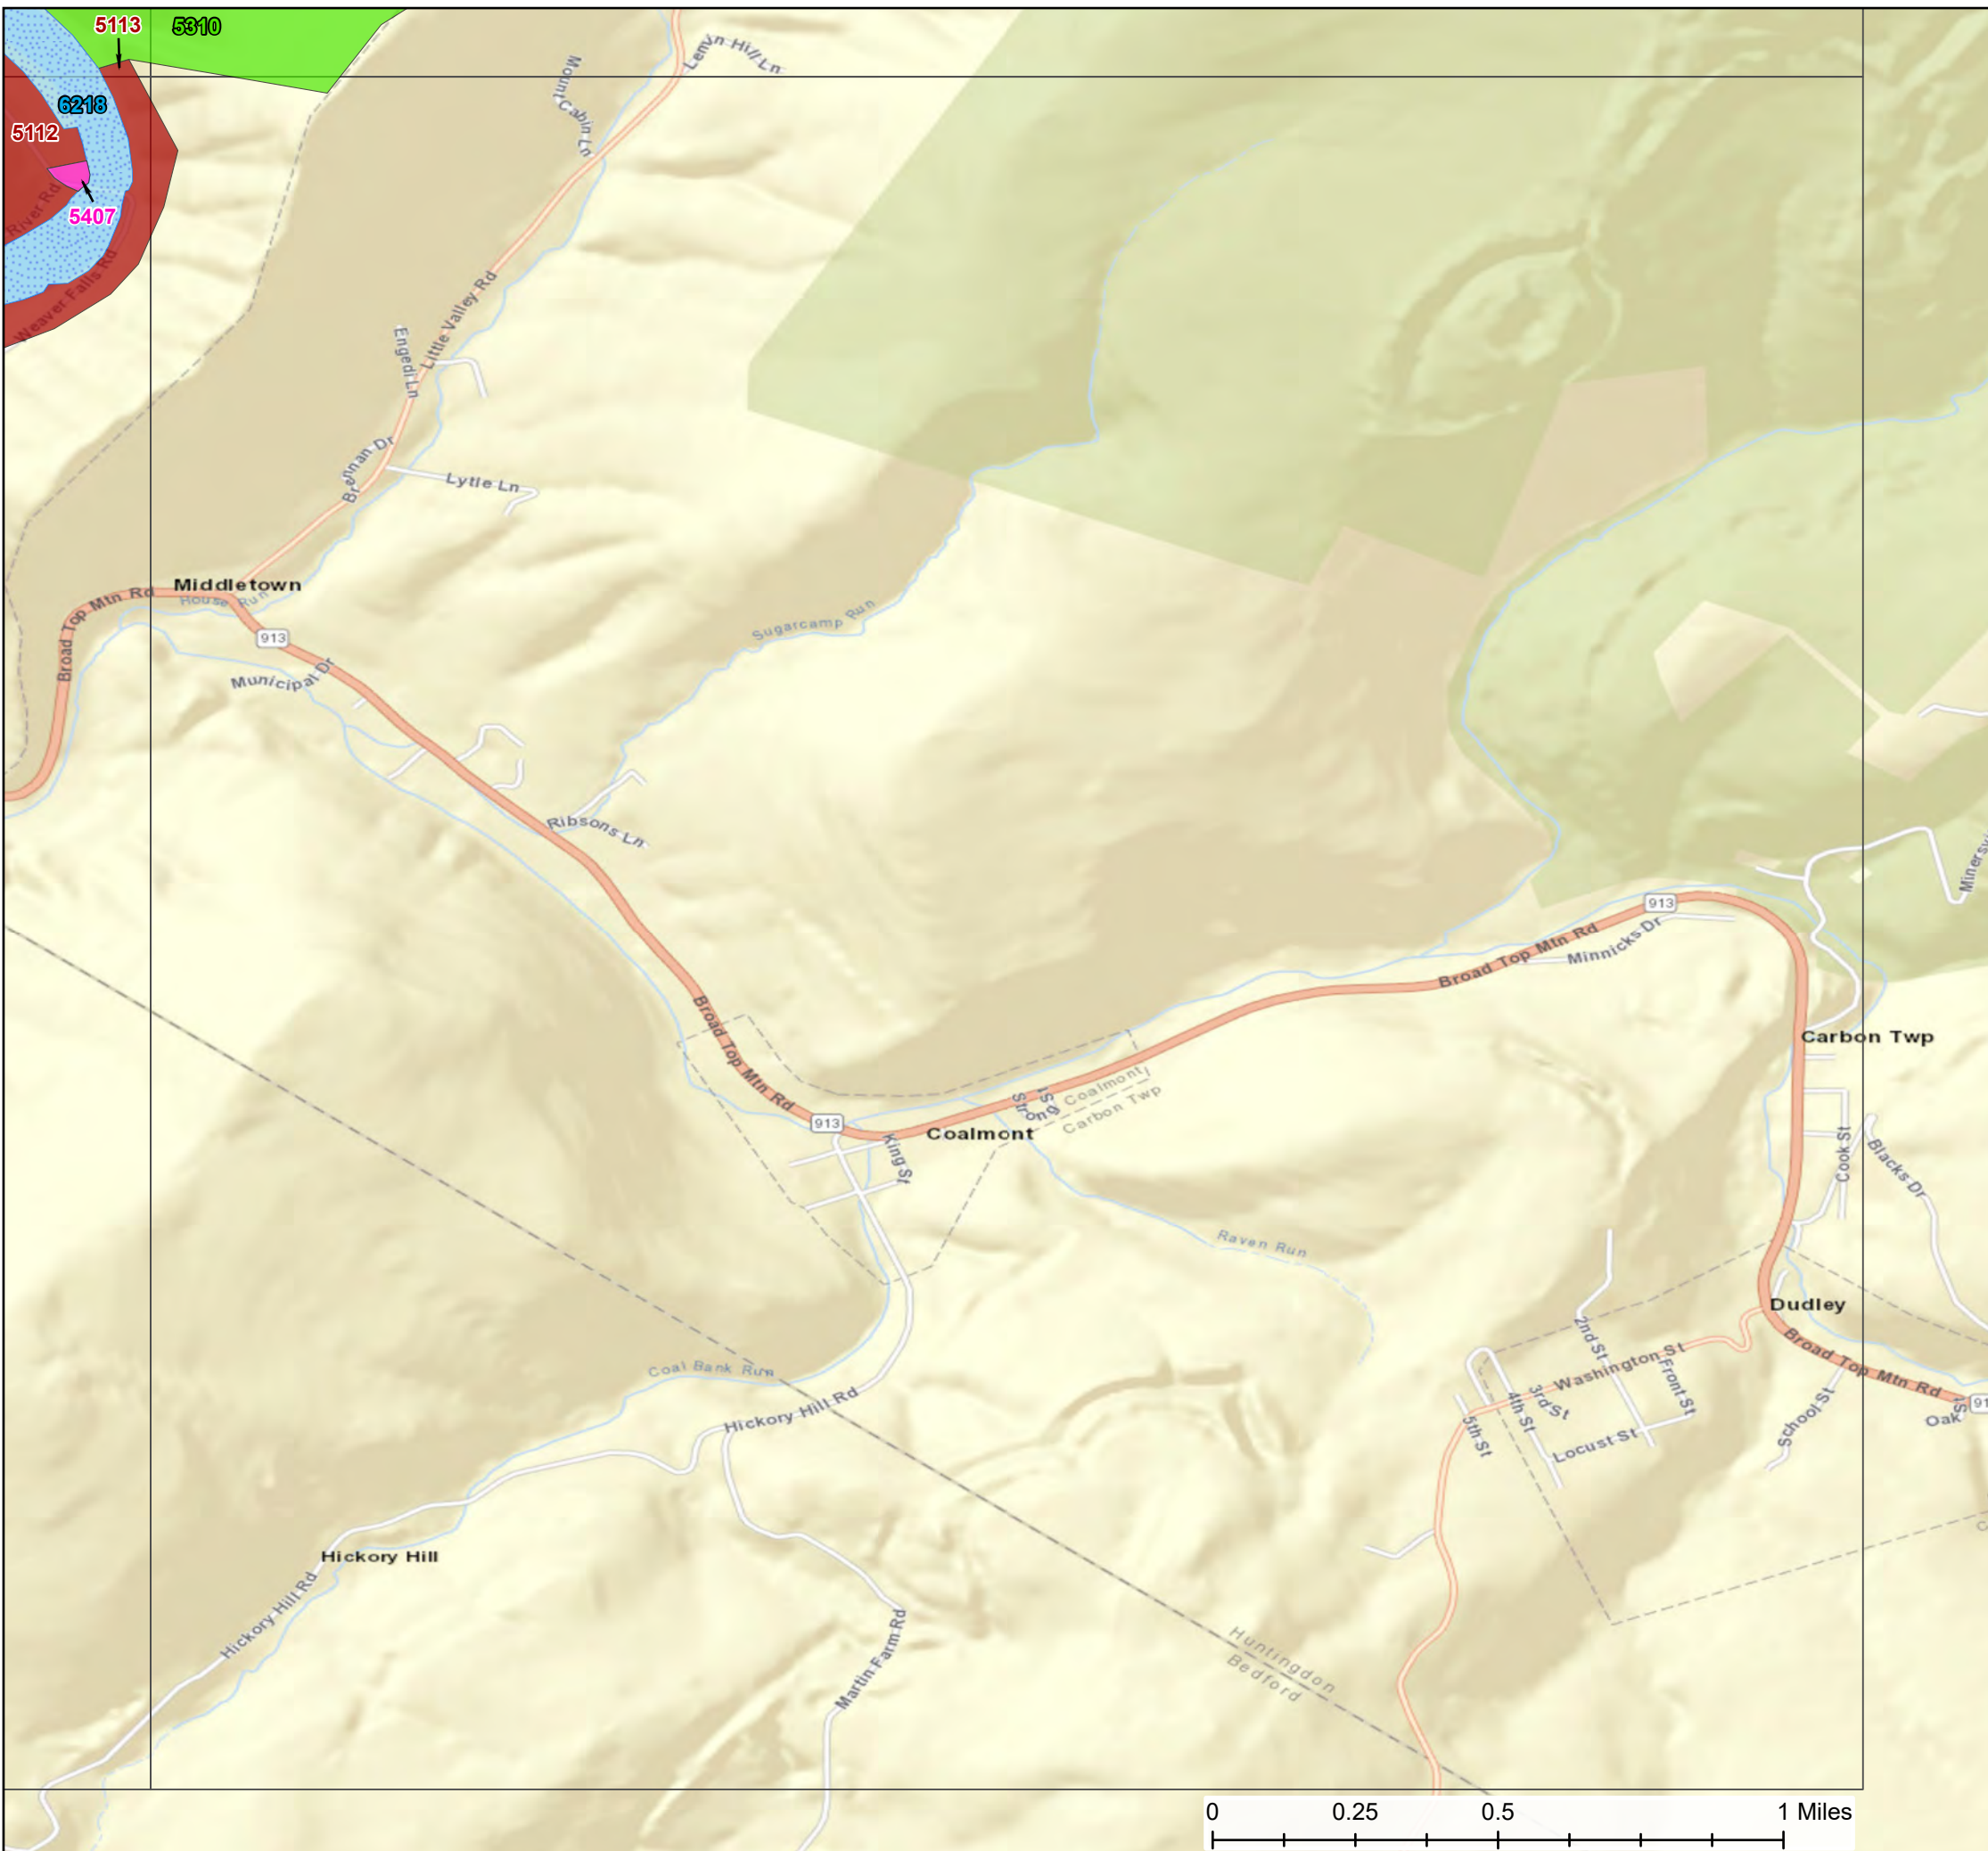 5113
5310
6218
5112
5407
River Rd
Weaver Falls Rd
Mount Cabin Ln
Hill Ln
Little Valley Rd
Engedi Ln
Brennan Dr
Lytle Ln
Middletown
Broad Top Mtn Rd
House Run
913
Municipal Dr
Sugarcamp Run
Ribsons Ln
Broad Top Mtn Rd
913
Coalmont
King St
Strong St
Coalmont
Carbon Twp
Broad Top Mtn Rd
Minnicks Dr
913
Carbon Twp
Cook St
Blacks Dr
Raven Run
Dudley
Broad Top Mtn Rd
Oak St
School St
Washington St
2nd St
Front St
3rd St
4th St
5th St
Locust St
Coal Bank Run
Hickory Hill Rd
Hickory Hill
Hickory Hill Rd
Martin Farm Rd
Huntingdon
Bedford
0 0.25 0.5 1 Miles